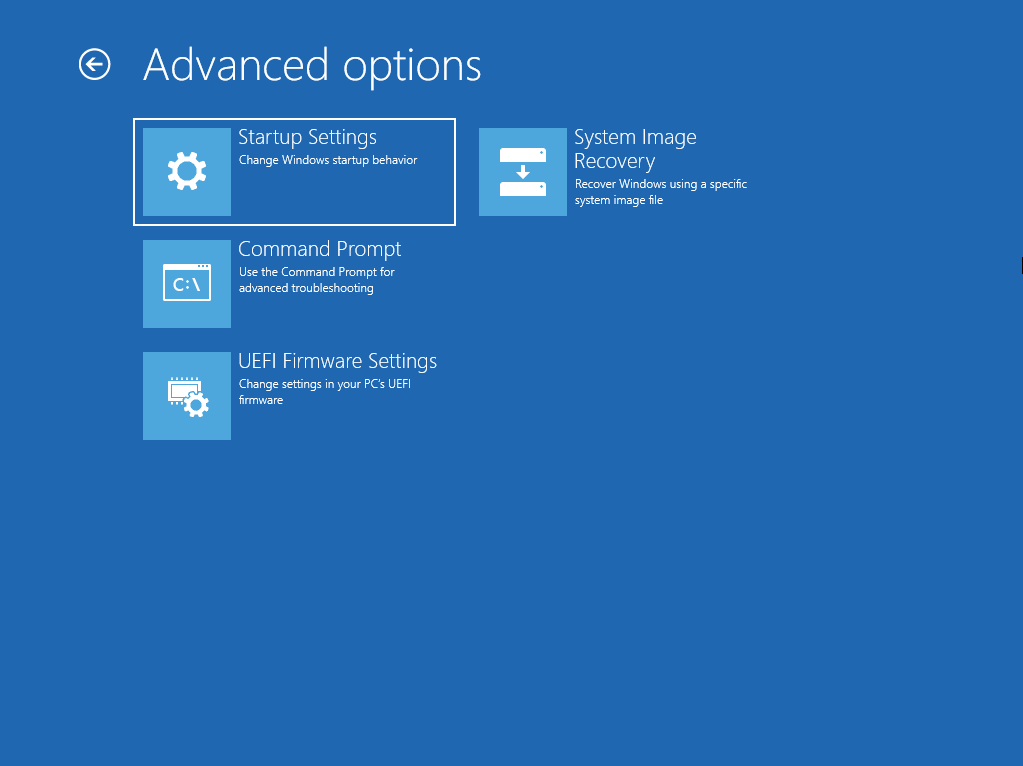 Advanced options
Startup Settings
Change Windows startup behavior
Command Prompt
Use the Command Prompt for
advanced troubleshooting
C:\
UEFI Firmware Settings
Change settings in your PC's UEFI
firmware
System Image
Recovery
Recover Windows using a specific
system image file